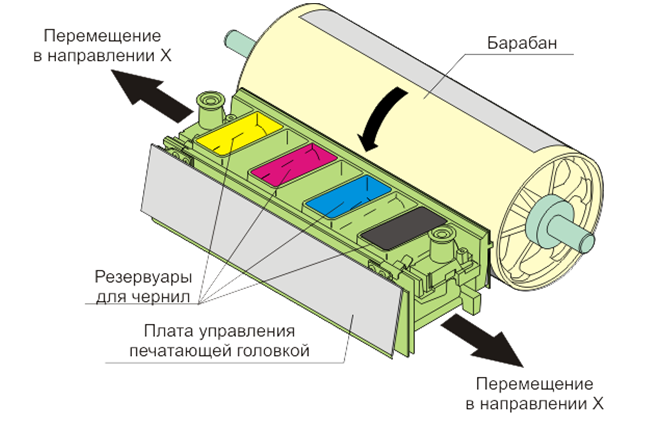 Перемещение
в направлении X
Барабан
Резервуары
для чернил
Плата управления
печатающей головкой
Перемещение
в направлении X